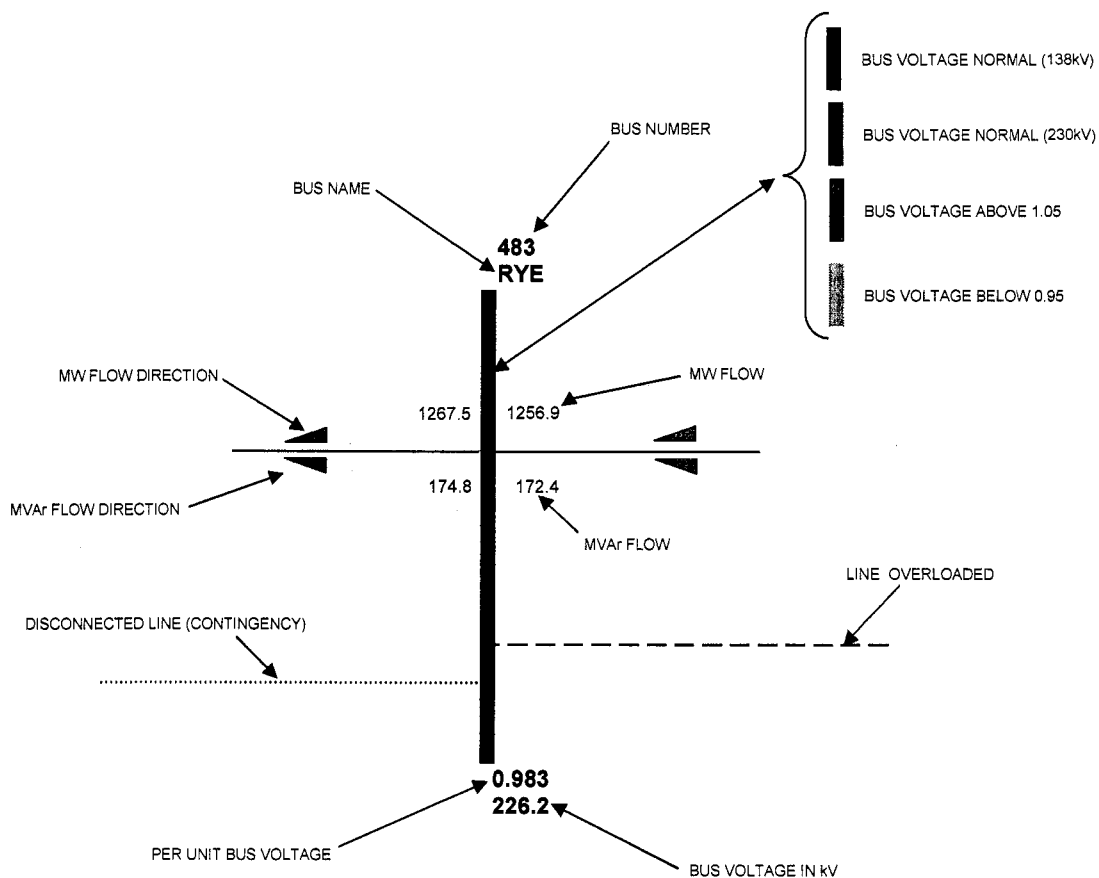 BUS VOLTAGE NORMAL (138kV)
BUS NUMBER
BUS VOLTAGE NORMAL (230kV)
BUS NAME
BUS VOLTAGE ABOVE 1.05
483
RYE
BUS VOLTAGE BELOW 0.95
MW FLOW DIRECTION
MW FLOW
1267.5
1256.9
174.8
172.4
MVAr FLOW DIRECTION
MVAr FLOW
LINE OVERLOADED
DISCONNECTED LINE (CONTINGENCY)
0.983
226.2
PER UNIT BUS VOLTAGE
BUS VOLTAGE IN kV